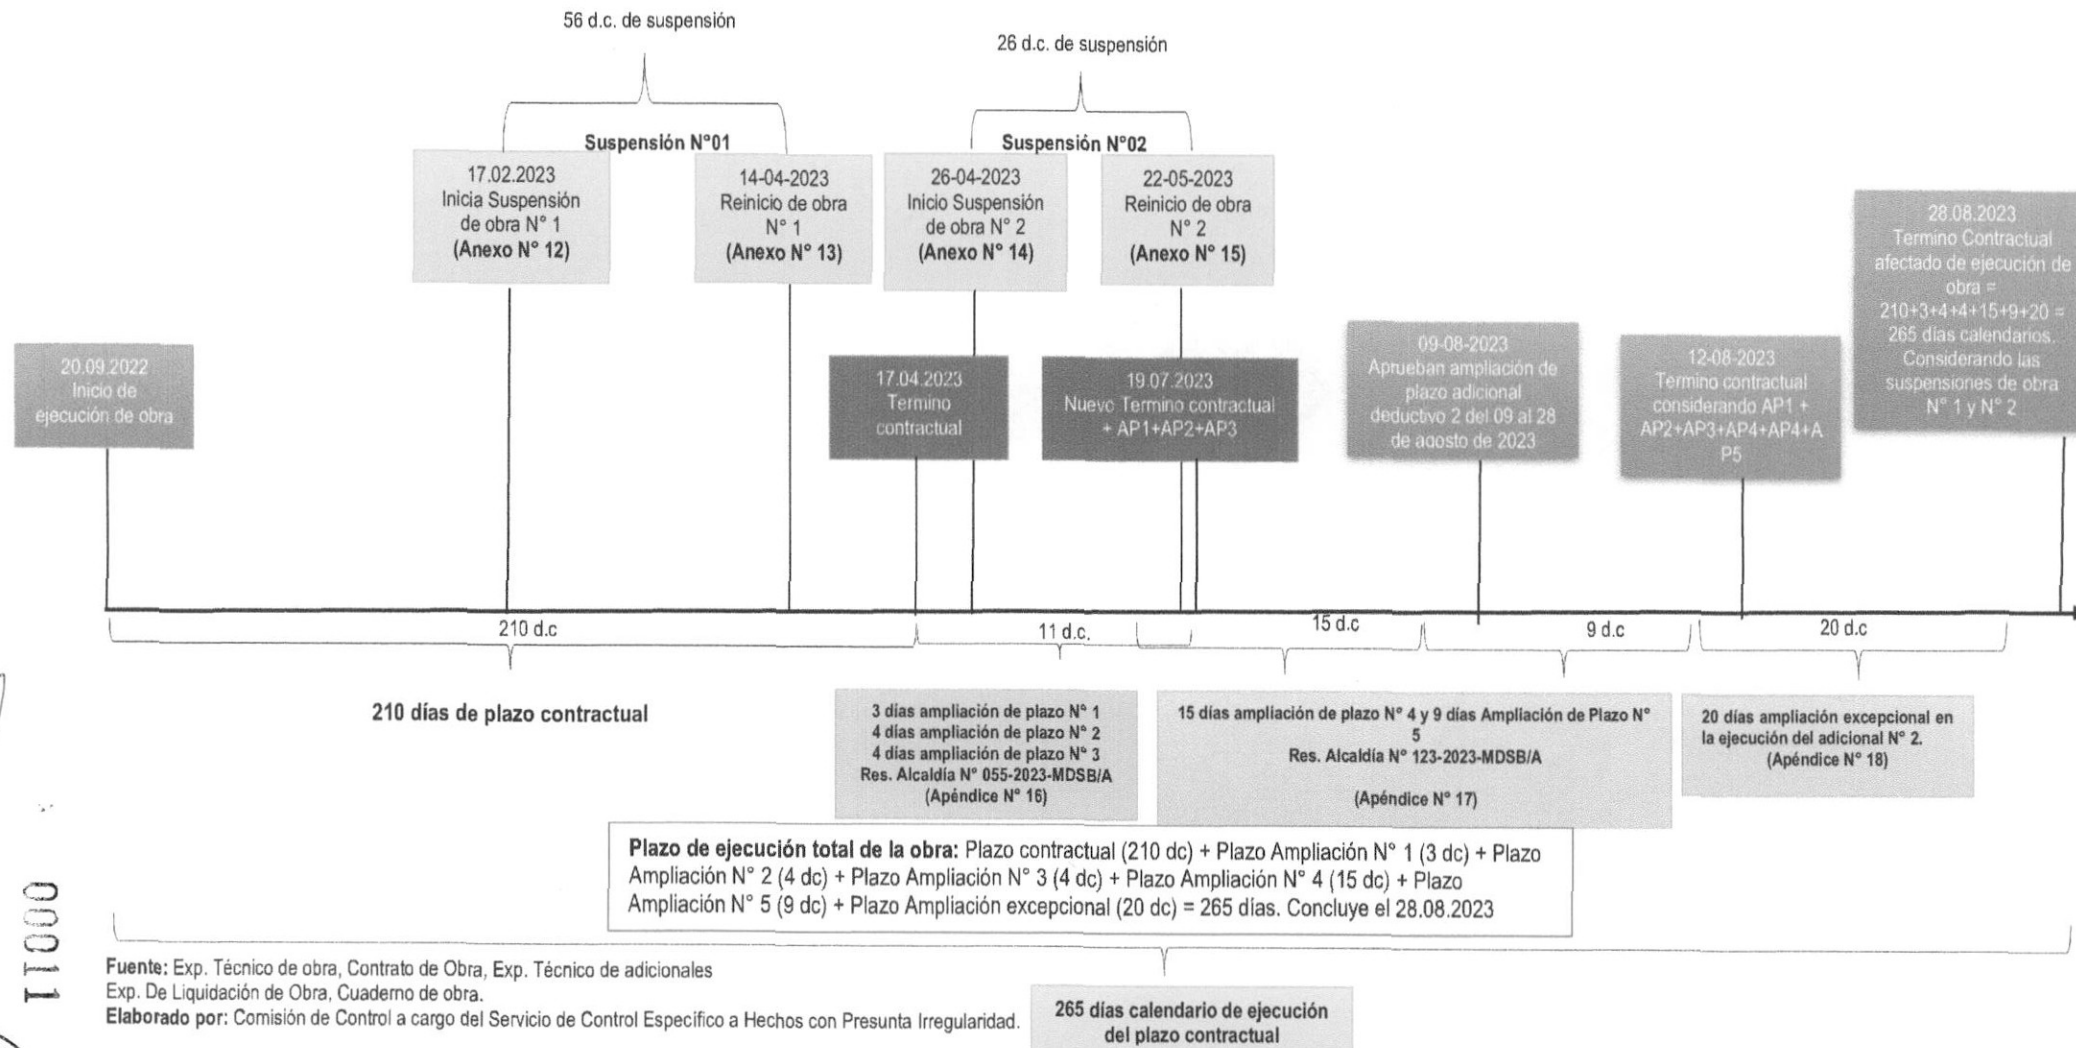 56 d.c. de suspensión
26 d.c. de suspensión
Suspensión N°01
Suspensión N°02
17.02.2023
Inicia Suspensión
de obra N° 1
(Anexo N° 12)
14-04-2023
Reinicio de obra
N° 1
(Anexo N° 13)
26-04-2023
Inicio Suspensión
de obra N° 2
(Anexo N° 14)
22-05-2023
Reinicio de obra
N° 2
(Anexo N° 15)
28.08.2023
Termino Contractual
afectado de ejecución de
obra =
210+3+4+4+15+9+20 =
265 días calendarios.
Considerando las
suspensiones de obra
N° 1 y N° 2
20.09.2022
Inicio de
ejecución de obra
17.04.2023
Termino
contractual
19.07.2023
Nuevo Termino contractual
+ AP1+AP2+AP3
09-08-2023
Aprueban ampliación de
plazo adicional
deductivo 2 del 09 al 28
de agosto de 2023
12-08-2023
Termino contractual
considerando AP1 +
AP2+AP3+AP4+AP4+A
P5
210 d.c
11 d.c.
15 d.c
9 d.c
20 d.c
210 días de plazo contractual
3 días ampliación de plazo N° 1
4 días ampliación de plazo N° 2
4 días ampliación de plazo N° 3
Res. Alcaldía N° 055-2023-MDSB/A
(Apéndice N° 16)
15 días ampliación de plazo N° 4 y 9 días Ampliación de Plazo N°
5
Res. Alcaldía N° 123-2023-MDSB/A
(Apéndice N° 17)
20 días ampliación excepcional en
la ejecución del adicional N° 2.
(Apéndice N° 18)
Plazo de ejecución total de la obra: Plazo contractual (210 dc) + Plazo Ampliación N° 1 (3 dc) + Plazo
Ampliación N° 2 (4 dc) + Plazo Ampliación N° 3 (4 dc) + Plazo Ampliación N° 4 (15 dc) + Plazo
Ampliación N° 5 (9 dc) + Plazo Ampliación excepcional (20 dc) = 265 días. Concluye el 28.08.2023
Fuente: Exp. Técnico de obra, Contrato de Obra, Exp. Técnico de adicionales
Exp. De Liquidación de Obra, Cuaderno de obra.
Elaborado por: Comisión de Control a cargo del Servicio de Control Especifico a Hechos con Presunta Irregularidad.
265 días calendario de ejecución
del plazo contractual
00011